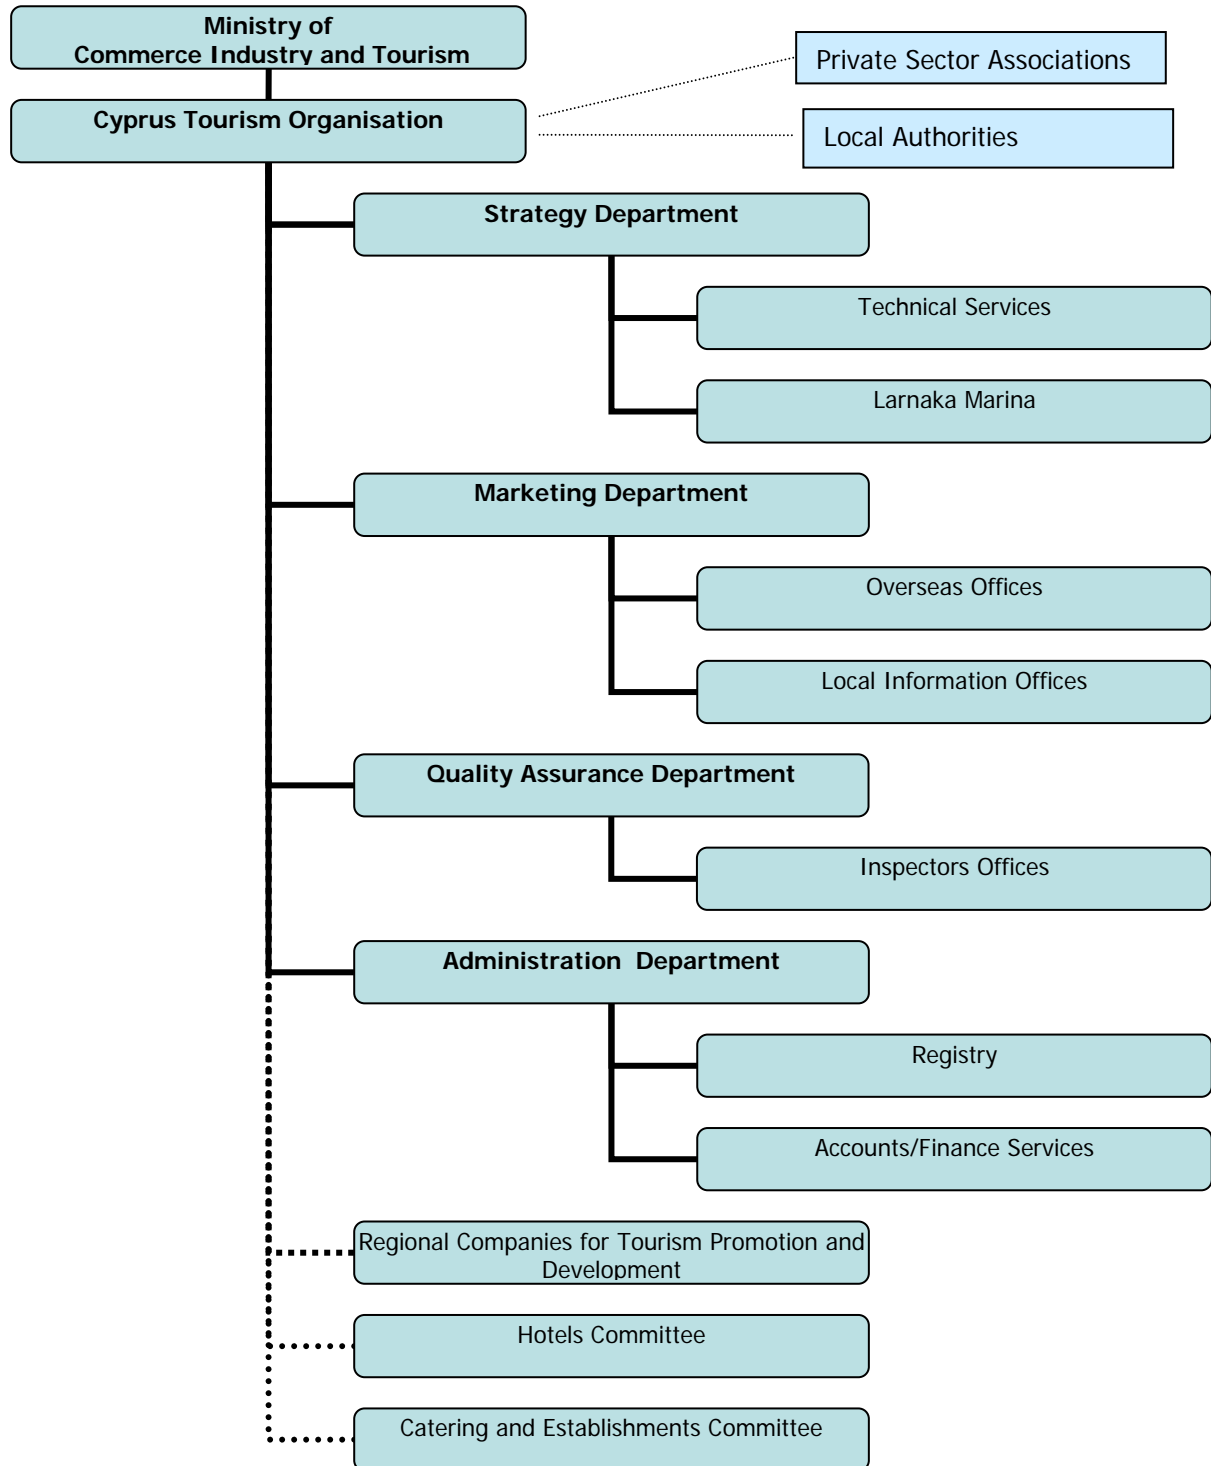 Ministry of
Commerce Industry and Tourism
Private Sector Associations
Cyprus Tourism Organisation
Local Authorities
Strategy Department
Technical Services
Larnaka Marina
Marketing Department
Overseas Offices
Local Information Offices
Quality Assurance Department
Inspectors Offices
Administration Department
Registry
Accounts/Finance Services
Regional Companies for Tourism Promotion and
Development
Hotels Committee
Catering and Establishments Committee